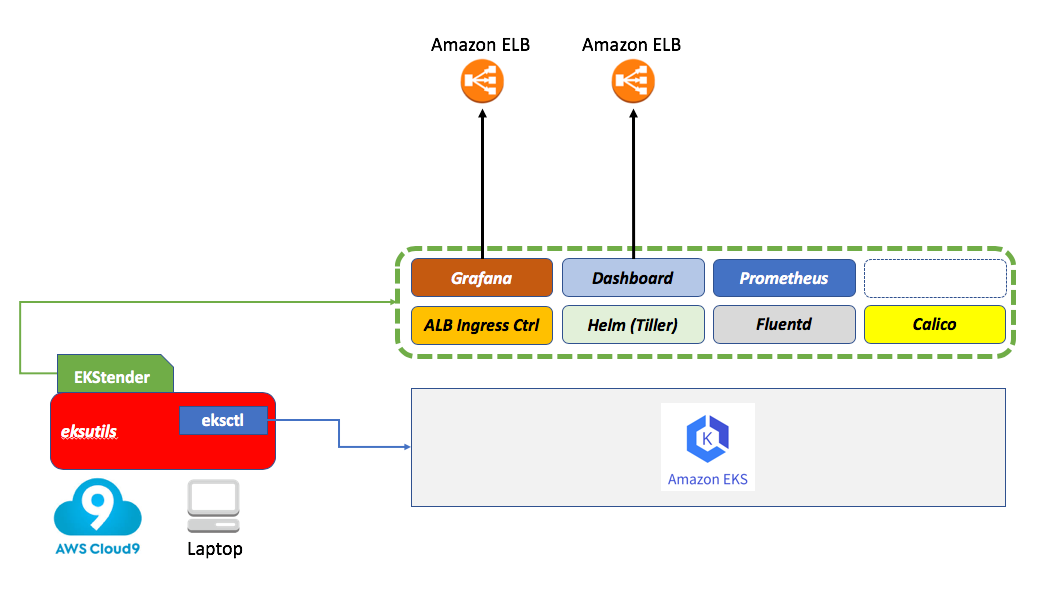 Amazon ELB
Amazon ELB
Grafana
Dashboard
Prometheus
ALB Ingress Ctrl
Helm (Tiller)
Fluentd
Calico
EKStender
eksutils
eksctl
K
Amazon EKS
9
AWS Cloud9
Laptop